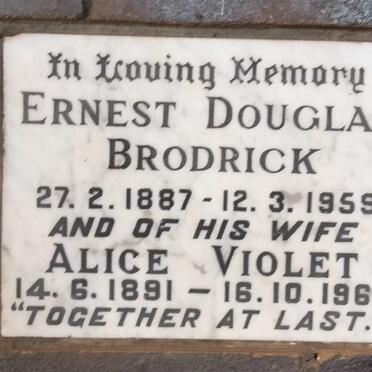 In Loving Memory
ERNEST DOUGLA
BRODRICK
27. 2. 1887 - 12. 3. 1959
AND OF HIS WIFE
ALICE VIOLET
14. 6. 1891 — 16. 10. 196
“TOGETHER AT LAST.